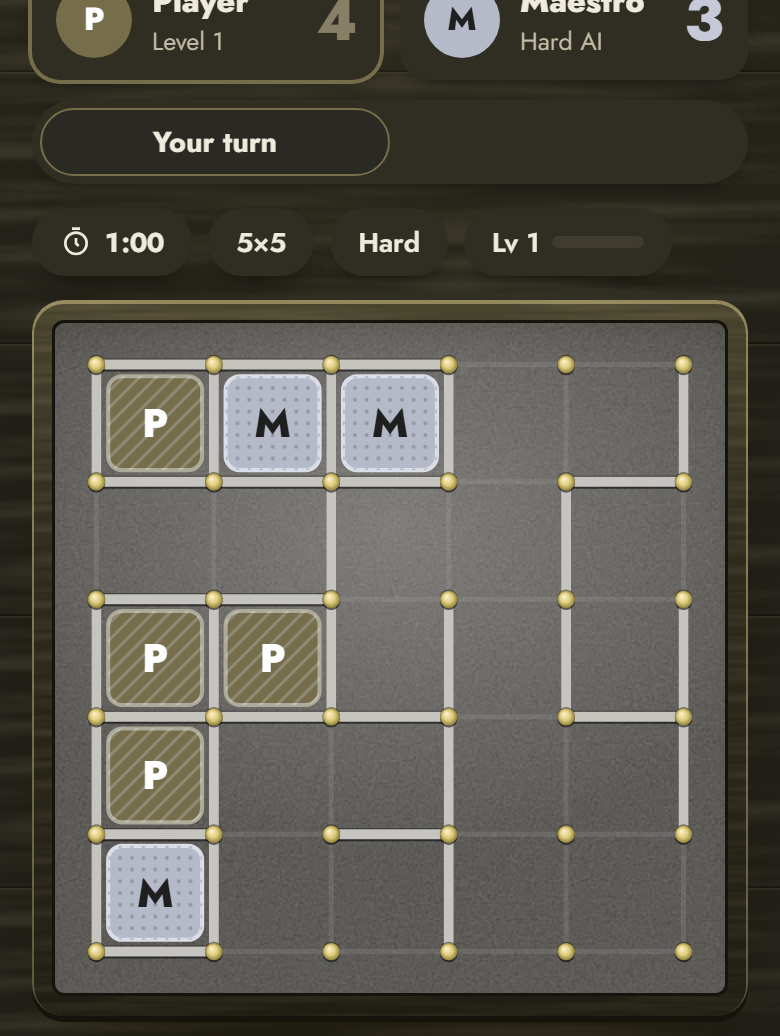 P Player 4
Level 1
M Maestro 3
Hard AI
Your turn
1:00 5×5 Hard Lv 1
P M M
P P
P
M